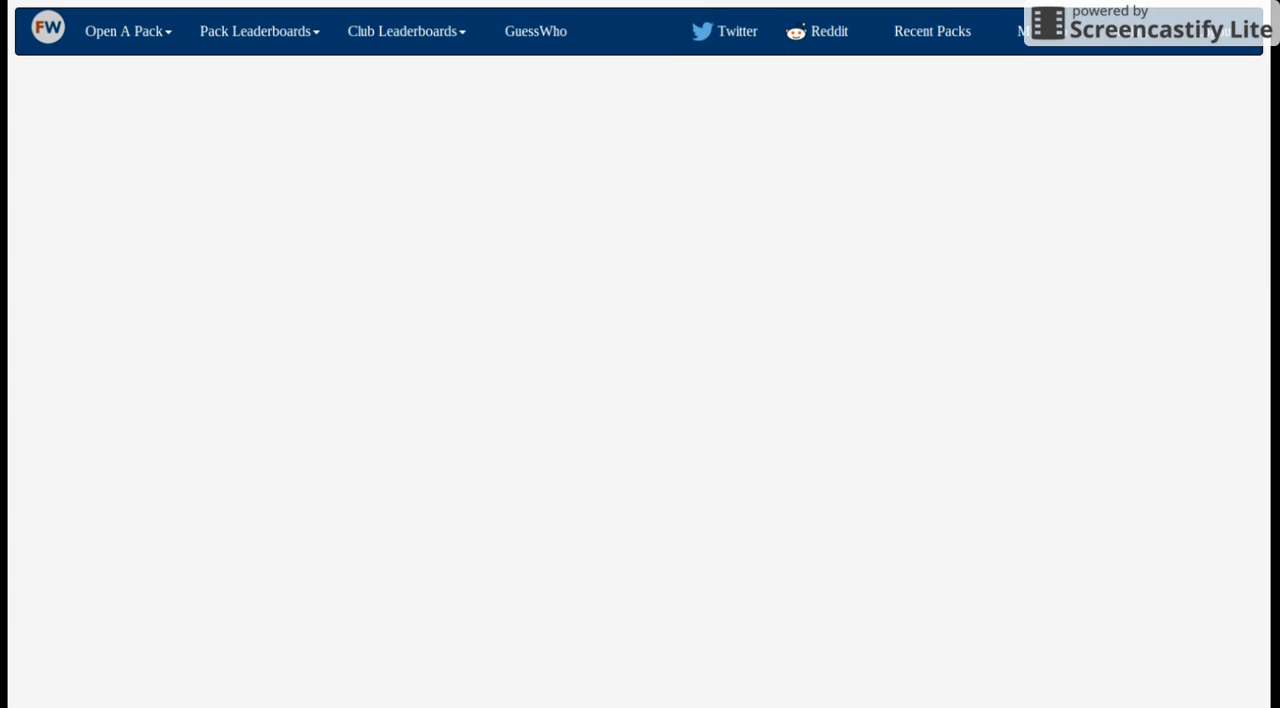 FW Open A Pack Pack Leaderboards Club Leaderboards GuessWho Twitter Reddit Recent Packs
powered by
Screencastify Lite